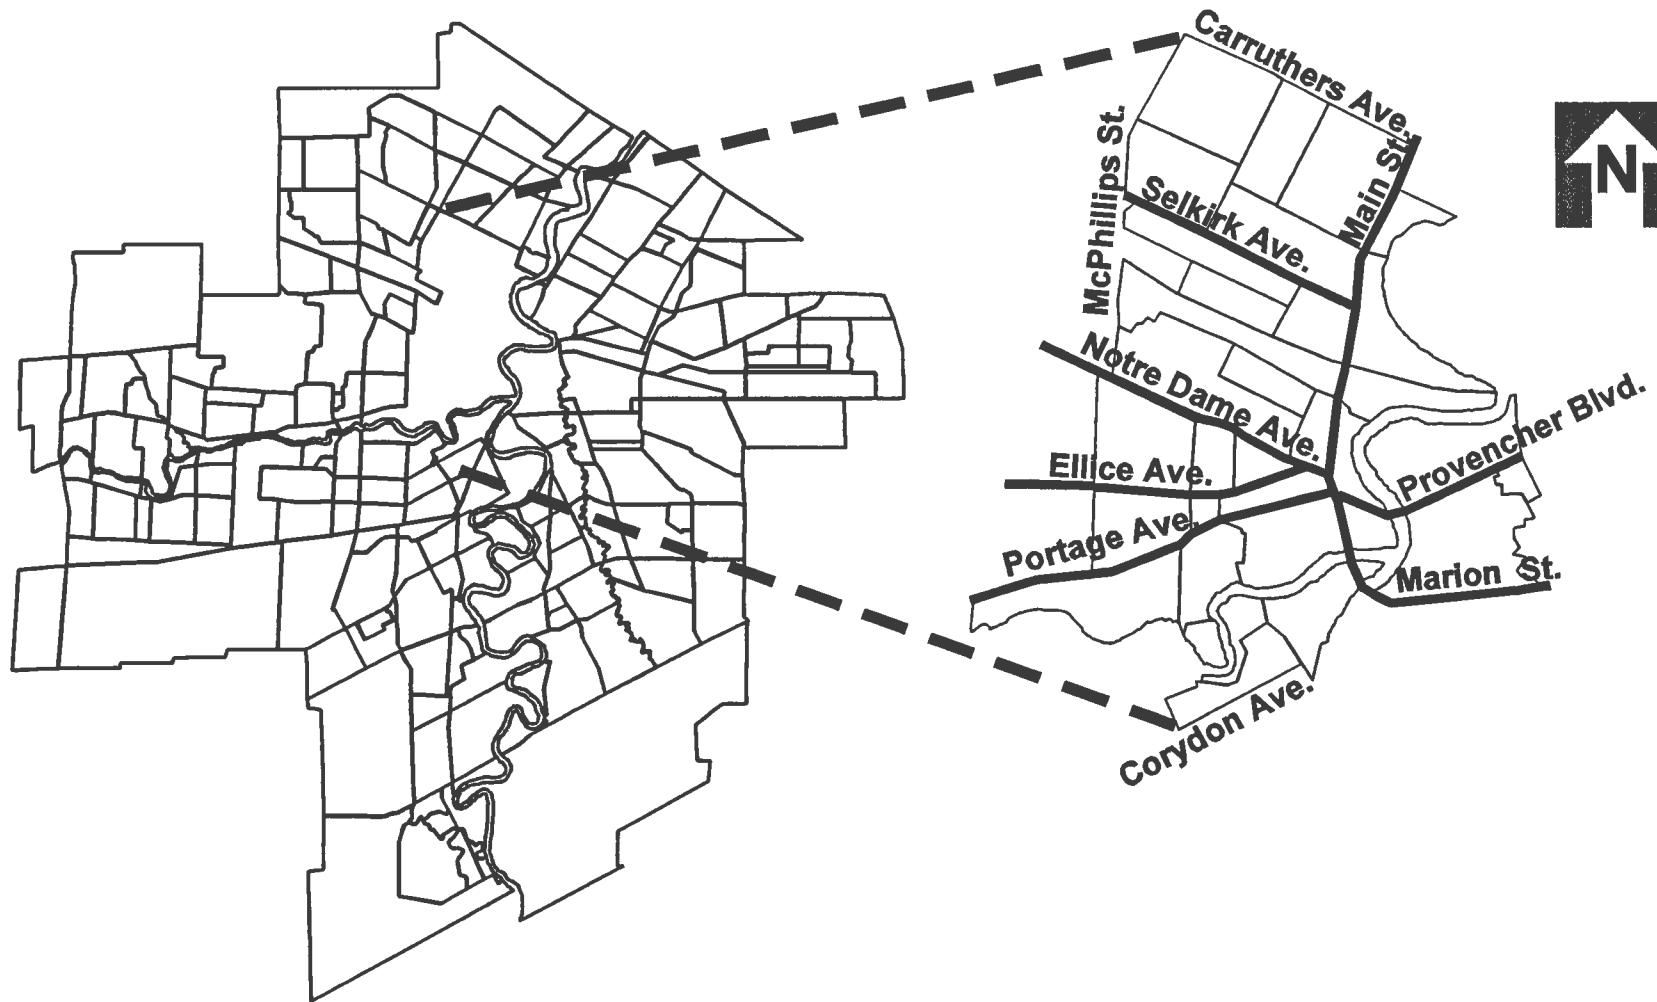 Carruthers Ave.
McPhillips St.
Main St.
N
Selkirk Ave.
Notre Dame Ave.
Provencher Blvd.
Ellice Ave.
Portage Ave.
Marion St.
Corydon Ave.